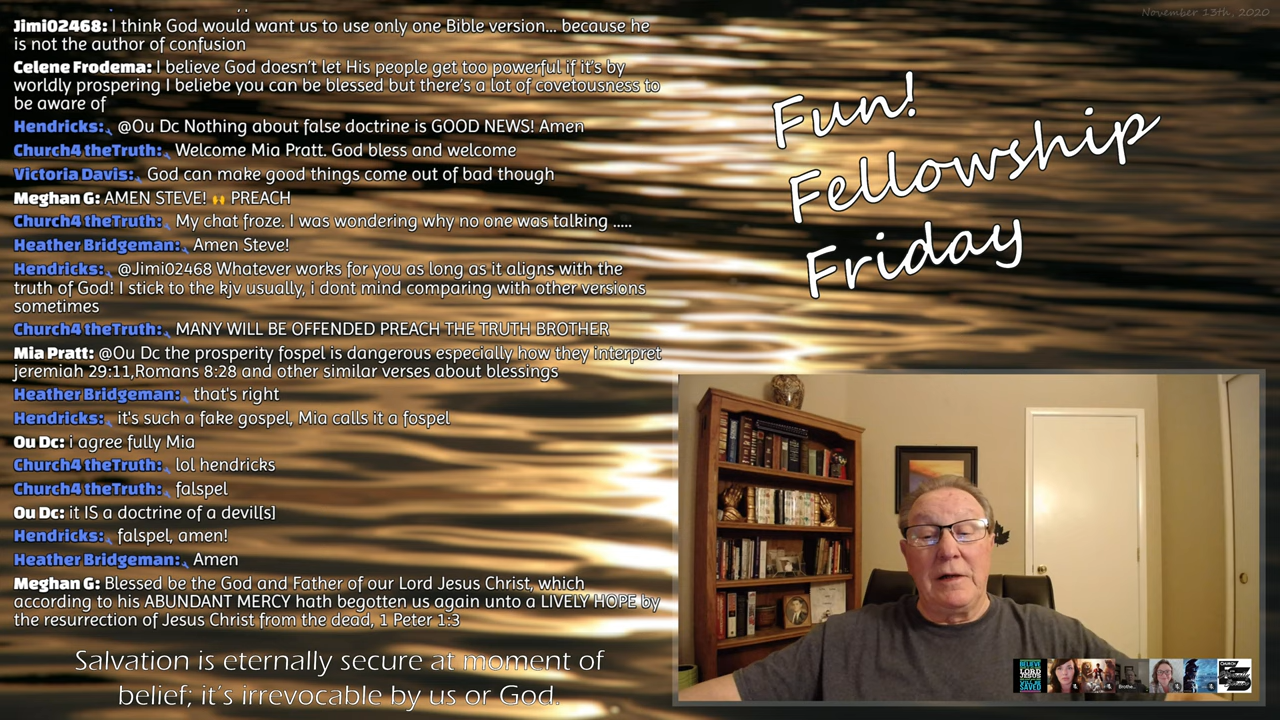 November 13th, 2020
Jimi02468: I think God would want us to use only one Bible version... because he
is not the author of confusion
Celene Frodema: I believe God doesn't let His people get too powerful if it's by
worldly prospering I beliebe you can be blessed but there's a lot of covetousness to
be aware of
Hendricks: @Ou Dc Nothing about false doctrine is GOOD NEWS! Amen
Church4 theTruth: Welcome Mia Pratt. God bless and welcome
Victoria Davis: God can make good things come out of bad though
Meghan G: AMEN STEVE! 🙌 PREACH
Church4 theTruth: My chat froze. I was wondering why no one was talking .....
Heather Bridgeman: Amen Steve!
Hendricks: @Jimi02468 Whatever works for you as long as it aligns with the
truth of God! I stick to the kjv usually, i dont mind comparing with other versions
sometimes
Church4 theTruth: MANY WILL BE OFFENDED PREACH THE TRUTH BROTHER
Mia Pratt: @Ou Dc the prosperity fospel is dangerous especially how they interpret
jeremiah 29:11,Romans 8:28 and other similar verses about blessings
Heather Bridgeman: that's right
Hendricks: it's such a fake gospel, Mia calls it a fospel
Ou Dc: i agree fully Mia
Church4 theTruth: lol hendricks
Church4 theTruth: falspel
Ou Dc: it IS a doctrine of a devil[s]
Hendricks: falspel, amen!
Heather Bridgeman: Amen
Meghan G: Blessed be the God and Father of our Lord Jesus Christ, which
according to his ABUNDANT MERCY hath begotten us again unto a LIVELY HOPE by
the resurrection of Jesus Christ from the dead, 1 Peter 1:3
Salvation is eternally secure at moment of
belief; it's irrevocable by us or God.
Fun!
Fellowship
Friday
BELIEVE
LORD
JESUS
Brothe...